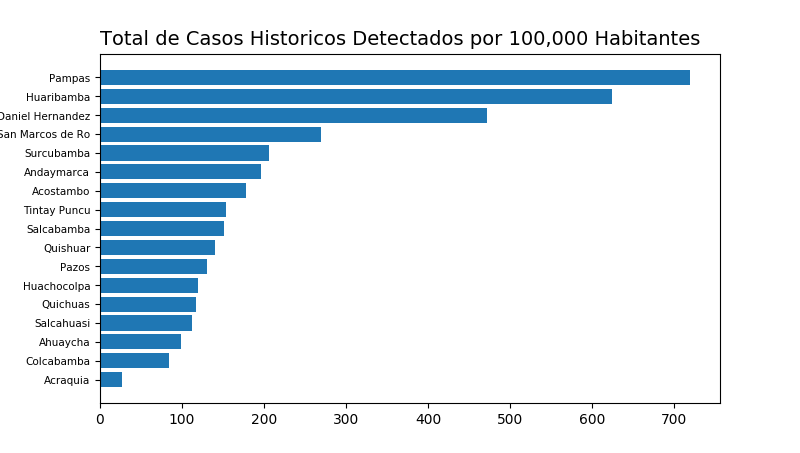 Total de Casos Historicos Detectados por 100,000 Habitantes
Pampas
Huaribamba
Daniel Hernandez
San Marcos de Ro
Surcubamba
Andaymarca
Acostambo
Tintay Puncu
Salcabamba
Quishuar
Pazos
Huachocolpa
Quichuas
Salcahuasi
Ahuaycha
Colcabamba
Acraquia
0 100 200 300 400 500 600 700